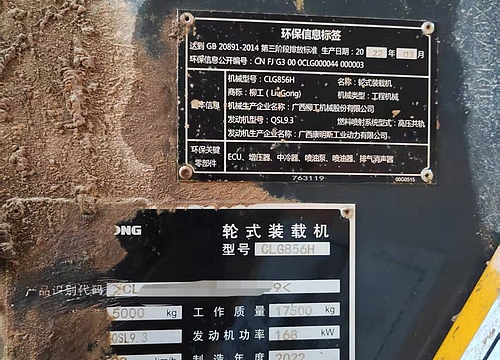 环保信息标签
达到 GB 20891-2014 第三阶段排放标准 生产日期: 20 22 年 01 月
环保信息公开编号: CN FJ G3 00 0CLG000044 000003
机械型号: CLG856H 名称: 轮式装载机
商标: 柳工 (LiuGong) 机械类型: 工程机械
基本信息 机械生产企业名称: 广西柳工机械股份有限公司
发动机型号: QSL9.3 燃料喷射系统型式: 高压共轨
发动机生产企业名称: 广西康明斯工业动力有限公司
环保关键零部件 ECU、增压器、中冷器、喷油泵、喷油器、排气消声器
763119 00G0515
ONG 轮式装载机
型号 CLG856H
产品识别代码 >CL 9<
5000 kg 工作质量 17500 kg
QSL9.3 发动机功率 168 kW
km/h 制造年度 2022